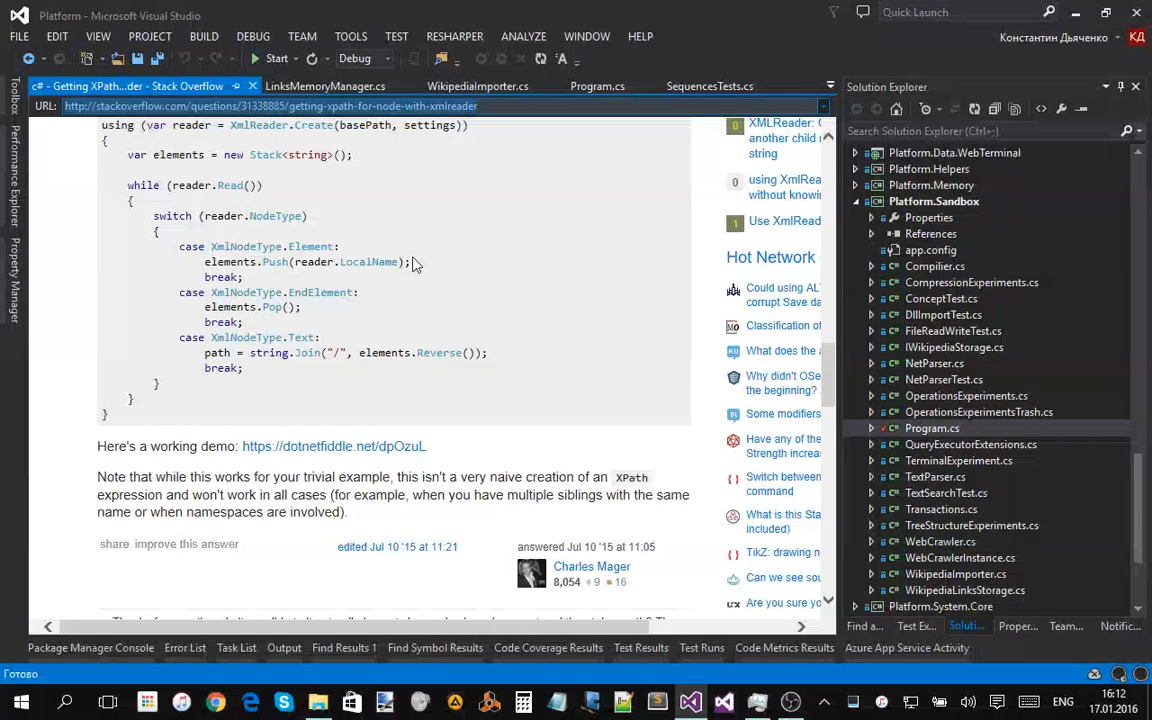 Platform - Microsoft Visual Studio
Quick Launch
FILE EDIT VIEW PROJECT BUILD DEBUG TEAM TOOLS TEST RESHARPER ANALYZE WINDOW HELP
Константин Дьяченко
КД
Start
Debug
Toolbox
Performance Explorer
Property Manager
c# - Getting XPath...der - Stack Overflow
LinksMemoryManager.cs
WikipediaImporter.cs
Program.cs
SequencesTests.cs
URL: http://stackoverflow.com/questions/31338885/getting-xpath-for-node-with-xmlreader
using (var reader = XmlReader.Create(basePath, settings))
{
var elements = new Stack<string>();
while (reader.Read())
{
switch (reader.NodeType)
{
case XmlNodeType.Element:
elements.Push(reader.LocalName);
break;
case XmlNodeType.EndElement:
elements.Pop();
break;
case XmlNodeType.Text:
path = string.Join("/", elements.Reverse());
break;
}
}
}
Here's a working demo: https://dotnetfiddle.net/dpOzuL
Note that while this works for your trivial example, this isn't a very naive creation of an XPath
expression and won't work in all cases (for example, when you have multiple siblings with the same
name or when namespaces are involved).
share improve this answer
edited Jul 10 '15 at 11:21
answered Jul 10 '15 at 11:05
Charles Mager
8,054 9 16
0 XMLReader:
another child
string
0 using XmlRea
without knowin
1 Use XmlRead
Hot Network
Could using AL
corrupt Save da
Classification of
What does the
Why didn't OSe
the beginning?
Some modifiers
Have any of the
Strength increas
Switch between
command
What is this Sta
included)
TikZ: drawing n
Can we see sou
Are you sure yo
Solution Explorer
Search Solution Explorer (Ctrl+;)
Platform.Data.WebTerminal
Platform.Helpers
Platform.Memory
Platform.Sandbox
Properties
References
app.config
Compilier.cs
CompressionExperiments.cs
ConceptTest.cs
DllImportTest.cs
FileReadWriteTest.cs
IWikipediaStorage.cs
NetParser.cs
NetParserTest.cs
OperationsExperiments.cs
OperationsExperimentsTrash.cs
Program.cs
QueryExecutorExtensions.cs
TerminalExperiment.cs
TextParser.cs
TextSearchTest.cs
Transactions.cs
TreeStructureExperiments.cs
WebCrawler.cs
WebCrawlerInstance.cs
WikipediaImporter.cs
WikipediaLinksStorage.cs
Platform.System.Core
Find a... Test Ex... Soluti... Proper... Team... Notific...
Package Manager Console Error List Task List Output Find Results 1 Find Symbol Results Code Coverage Results Test Results Test Runs Code Metrics Results Azure App Service Activity
Готово
ENG
16:12
17.01.2016